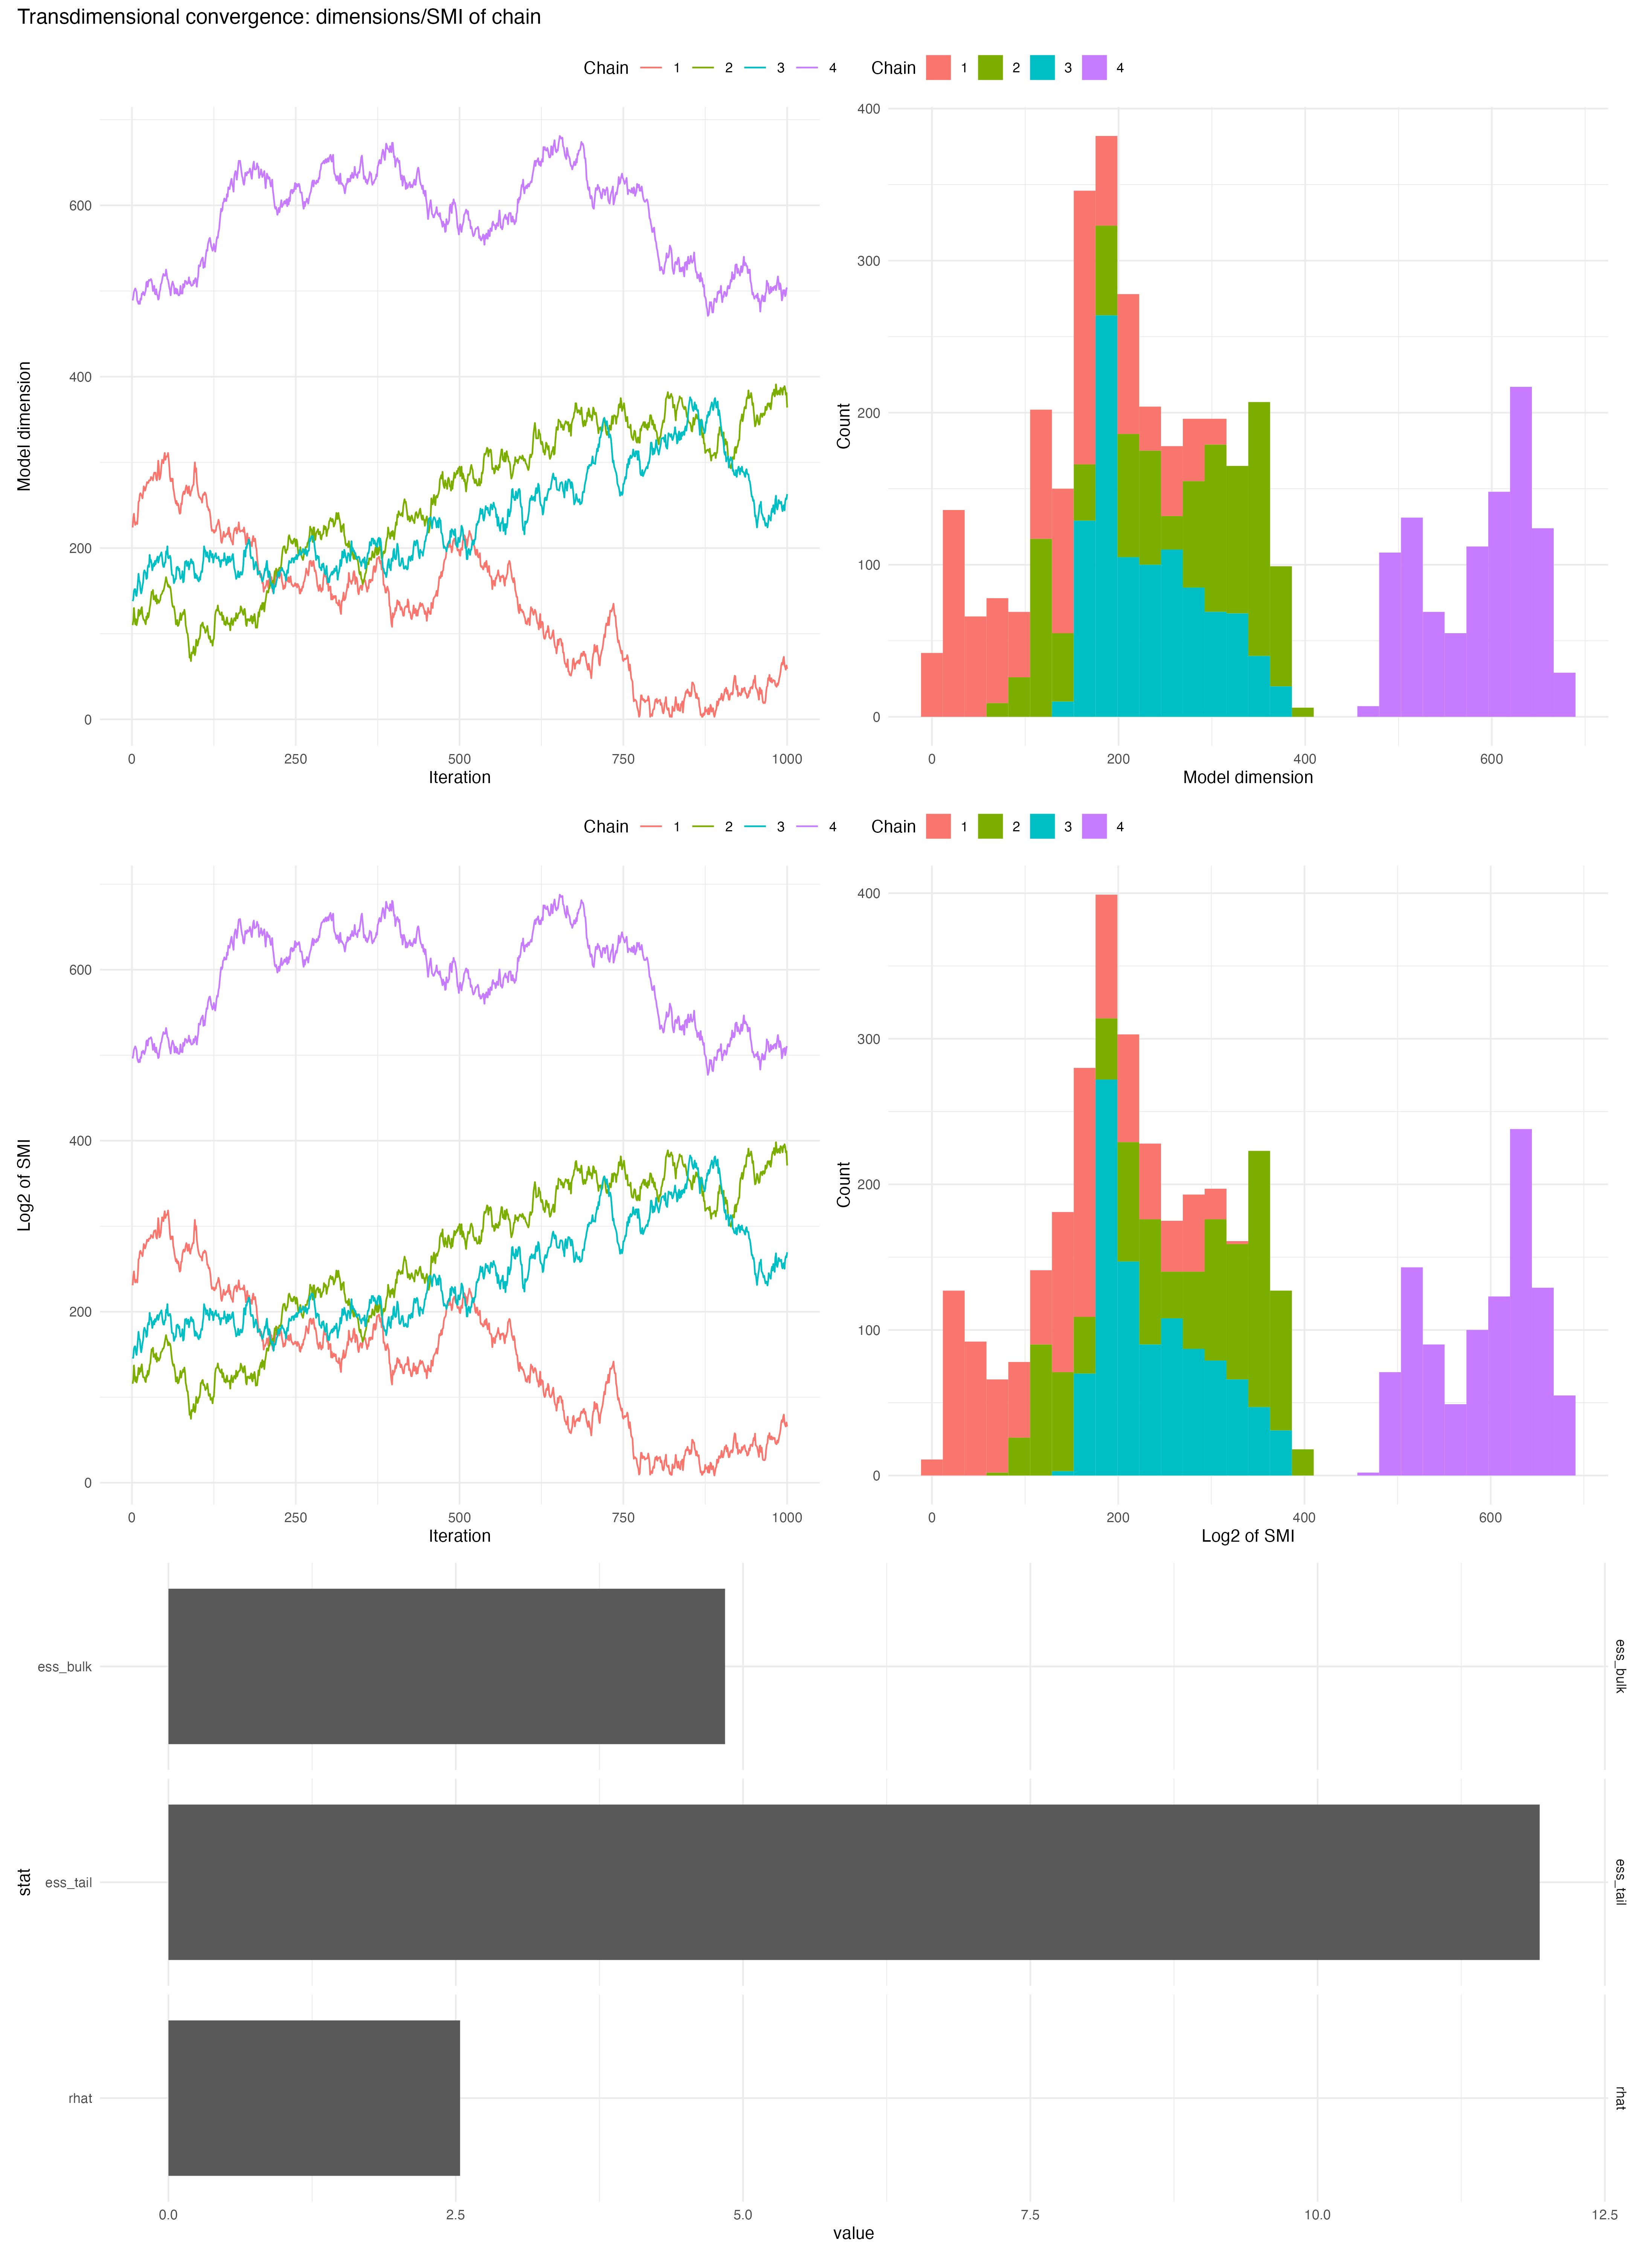 Transdimensional convergence: dimensions/SMI of chain
Chain 1 2 3 4
Chain 1 2 3 4
Model dimension
600
400
200
0
0 250 500 750 1000
Iteration
Count
400
300
200
100
0
0 200 400 600
Model dimension
Chain 1 2 3 4
Chain 1 2 3 4
Log2 of SMI
600
400
200
0
0 250 500 750 1000
Iteration
Count
400
300
200
100
0
0 200 400 600
Log2 of SMI
stat
ess_bulk
ess_bulk
ess_tail
ess_tail
rhat
rhat
0.0 2.5 5.0 7.5 10.0 12.5
value